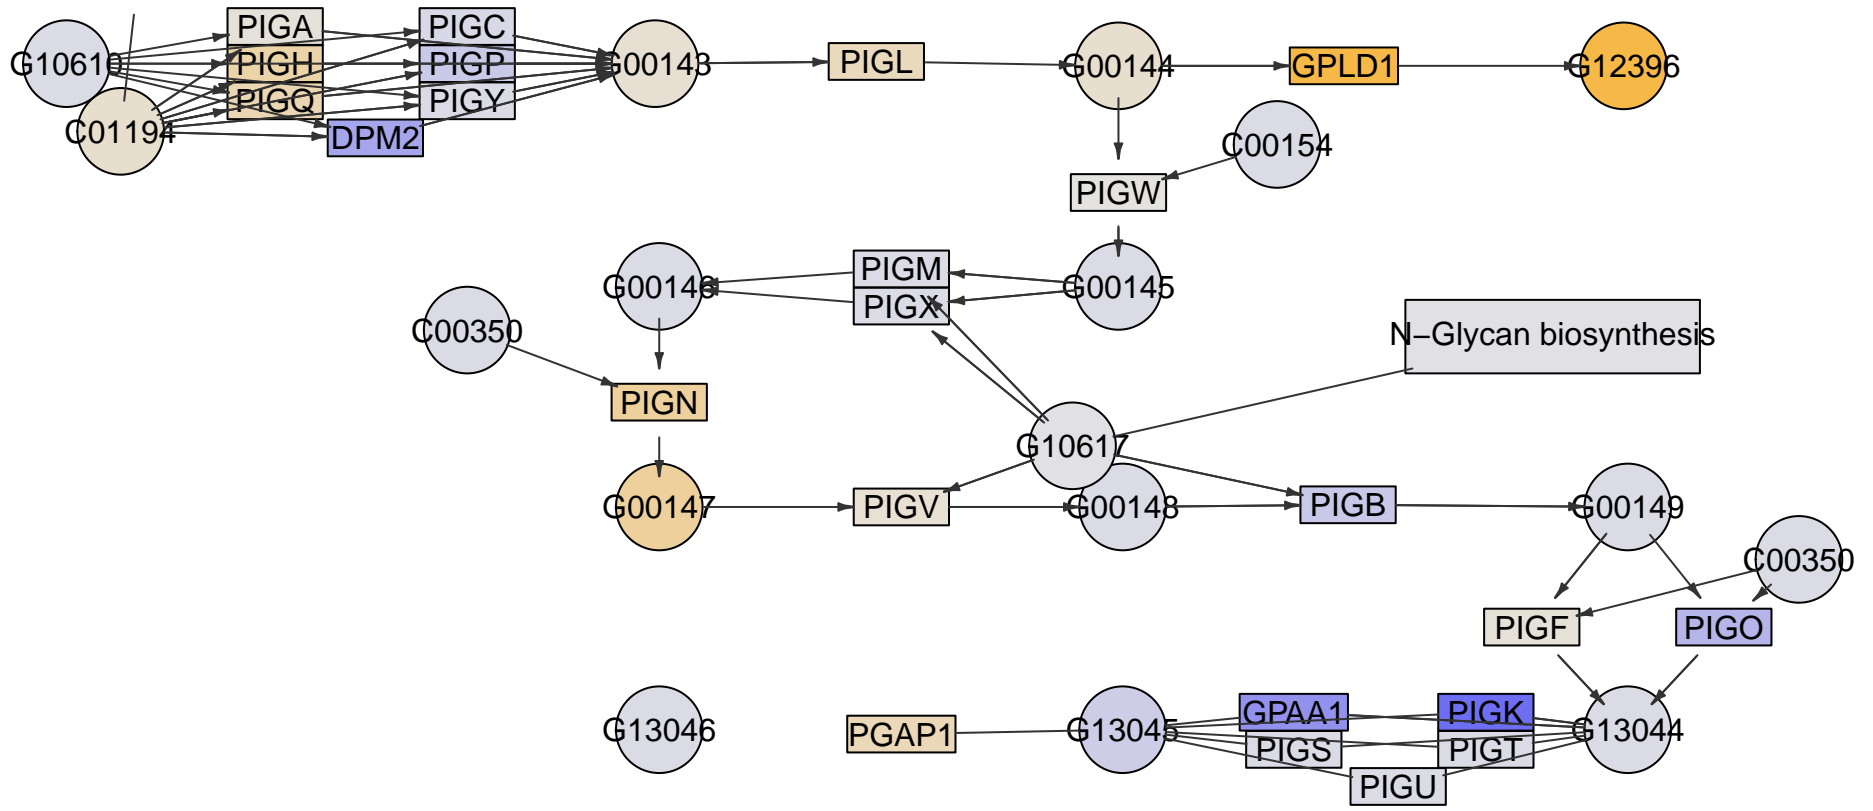 PIGA
PIGC
G10610
PIGH
PIGP
G00143
PIGL
G00144
GPLD1
G12396
PIGQ
PIGY
C01194
DPM2
C00154
PIGW
PIGM
G00146
G00145
PIGX
C00350
N−Glycan biosynthesis
PIGN
G10617
G00147
PIGV
G00148
PIGB
G00149
C00350
PIGF
PIGO
GPAA1
PIGK
G13046
PGAP1
G13045
G13044
PIGS
PIGT
PIGU